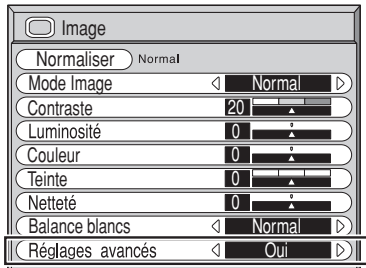 Image
Normaliser Normal
Mode Image Normal
Contraste 20
Luminosité 0
Couleur 0
Teinte 0
Netteté 0
Balance blancs Normal
Réglages avancés Oui